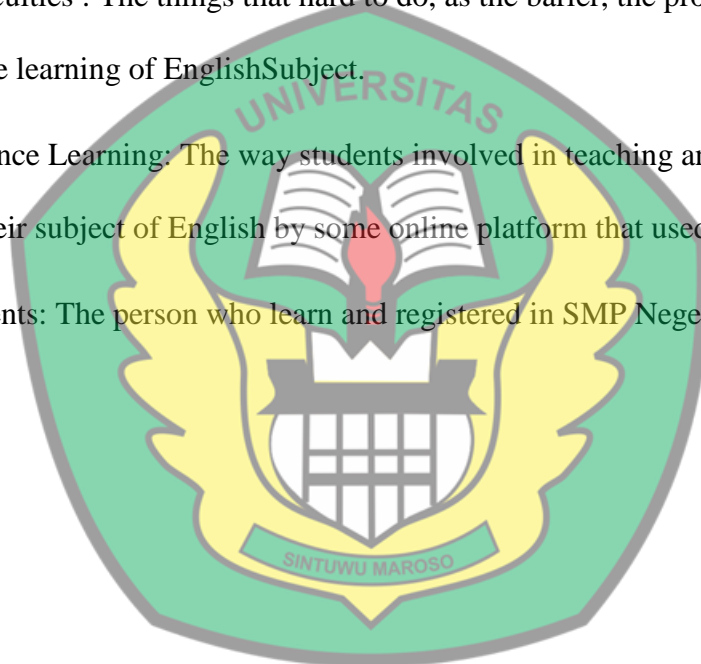 culties : The things that hard to do, as the barier, the pro
e learning of EnglishSubject.
UNIVERSITAS
nce Learning: The way students involved in teaching an
eir subject of English by some online platform that used
nts: The person who learn and registered in SMP Nege
SINTUWU MAROSO